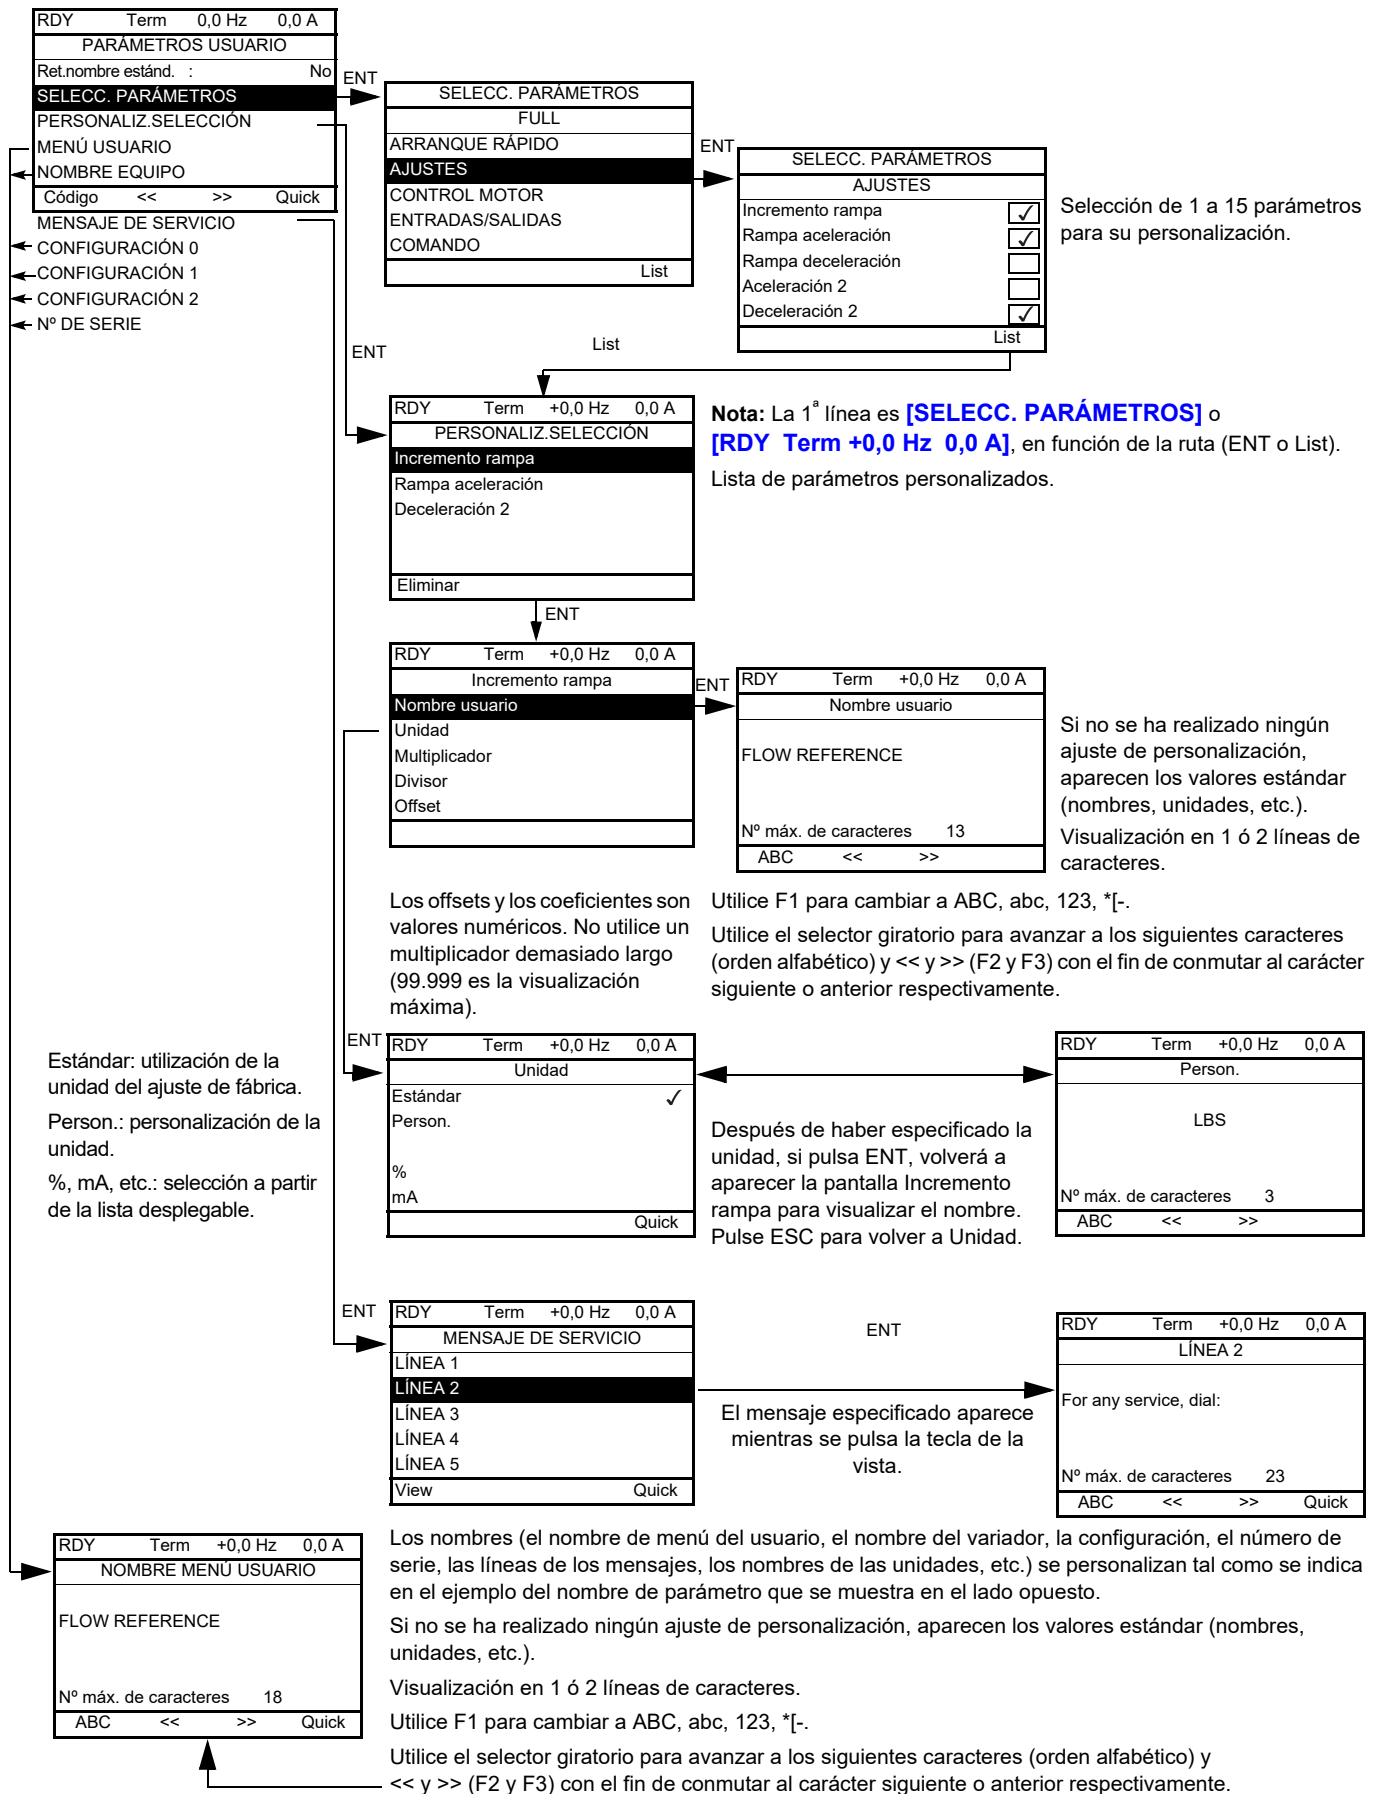 RDY Term 0,0 Hz 0,0 A
PARÁMETROS USUARIO
Ret.nombre estánd. : No
SELECC. PARÁMETROS
PERSONALIZ.SELECCIÓN
MENÚ USUARIO
NOMBRE EQUIPO
Código << >> Quick
MENSAJE DE SERVICIO
CONFIGURACIÓN 0
CONFIGURACIÓN 1
CONFIGURACIÓN 2
Nº DE SERIE
ENT
SELECC. PARÁMETROS
FULL
ARRANQUE RÁPIDO
AJUSTES
CONTROL MOTOR
ENTRADAS/SALIDAS
COMANDO
List
ENT
SELECC. PARÁMETROS
AJUSTES
Incremento rampa ✓
Rampa aceleración ✓
Rampa deceleración
Aceleración 2
Deceleración 2 ✓
List
Selección de 1 a 15 parámetros
para su personalización.
ENT
List
RDY Term +0,0 Hz 0,0 A
PERSONALIZ.SELECCIÓN
Incremento rampa
Rampa aceleración
Deceleración 2
Eliminar
Nota: La 1ª línea es [SELECC. PARÁMETROS] o
[RDY Term +0,0 Hz 0,0 A], en función de la ruta (ENT o List).
Lista de parámetros personalizados.
ENT
RDY Term +0,0 Hz 0,0 A
Incremento rampa
Nombre usuario
Unidad
Multiplicador
Divisor
Offset
ENT
RDY Term +0,0 Hz 0,0 A
Nombre usuario
FLOW REFERENCE
Nº máx. de caracteres 13
ABC << >>
Si no se ha realizado ningún
ajuste de personalización,
aparecen los valores estándar
(nombres, unidades, etc.).
Visualización en 1 ó 2 líneas de
caracteres.
Los offsets y los coeficientes son
valores numéricos. No utilice un
multiplicador demasiado largo
(99.999 es la visualización
máxima).
Utilice F1 para cambiar a ABC, abc, 123, *[-.
Utilice el selector giratorio para avanzar a los siguientes caracteres
(orden alfabético) y << y >> (F2 y F3) con el fin de conmutar al carácter
siguiente o anterior respectivamente.
Estándar: utilización de la
unidad del ajuste de fábrica.
Person.: personalización de la
unidad.
%, mA, etc.: selección a partir
de la lista desplegable.
ENT
RDY Term +0,0 Hz 0,0 A
Unidad
Estándar ✓
Person.
%
mA
Quick
Después de haber especificado la
unidad, si pulsa ENT, volverá a
aparecer la pantalla Incremento
rampa para visualizar el nombre.
Pulse ESC para volver a Unidad.
RDY Term +0,0 Hz 0,0 A
Person.
LBS
Nº máx. de caracteres 3
ABC << >>
ENT
RDY Term +0,0 Hz 0,0 A
MENSAJE DE SERVICIO
LÍNEA 1
LÍNEA 2
LÍNEA 3
LÍNEA 4
LÍNEA 5
View Quick
ENT
El mensaje especificado aparece
mientras se pulsa la tecla de la
vista.
RDY Term +0,0 Hz 0,0 A
LÍNEA 2
For any service, dial:
Nº máx. de caracteres 23
ABC << >> Quick
RDY Term +0,0 Hz 0,0 A
NOMBRE MENÚ USUARIO
FLOW REFERENCE
Nº máx. de caracteres 18
ABC << >> Quick
Los nombres (el nombre de menú del usuario, el nombre del variador, la configuración, el número de
serie, las líneas de los mensajes, los nombres de las unidades, etc.) se personalizan tal como se indica
en el ejemplo del nombre de parámetro que se muestra en el lado opuesto.
Si no se ha realizado ningún ajuste de personalización, aparecen los valores estándar (nombres,
unidades, etc.).
Visualización en 1 ó 2 líneas de caracteres.
Utilice F1 para cambiar a ABC, abc, 123, *[-.
Utilice el selector giratorio para avanzar a los siguientes caracteres (orden alfabético) y
<< y >> (F2 y F3) con el fin de conmutar al carácter siguiente o anterior respectivamente.